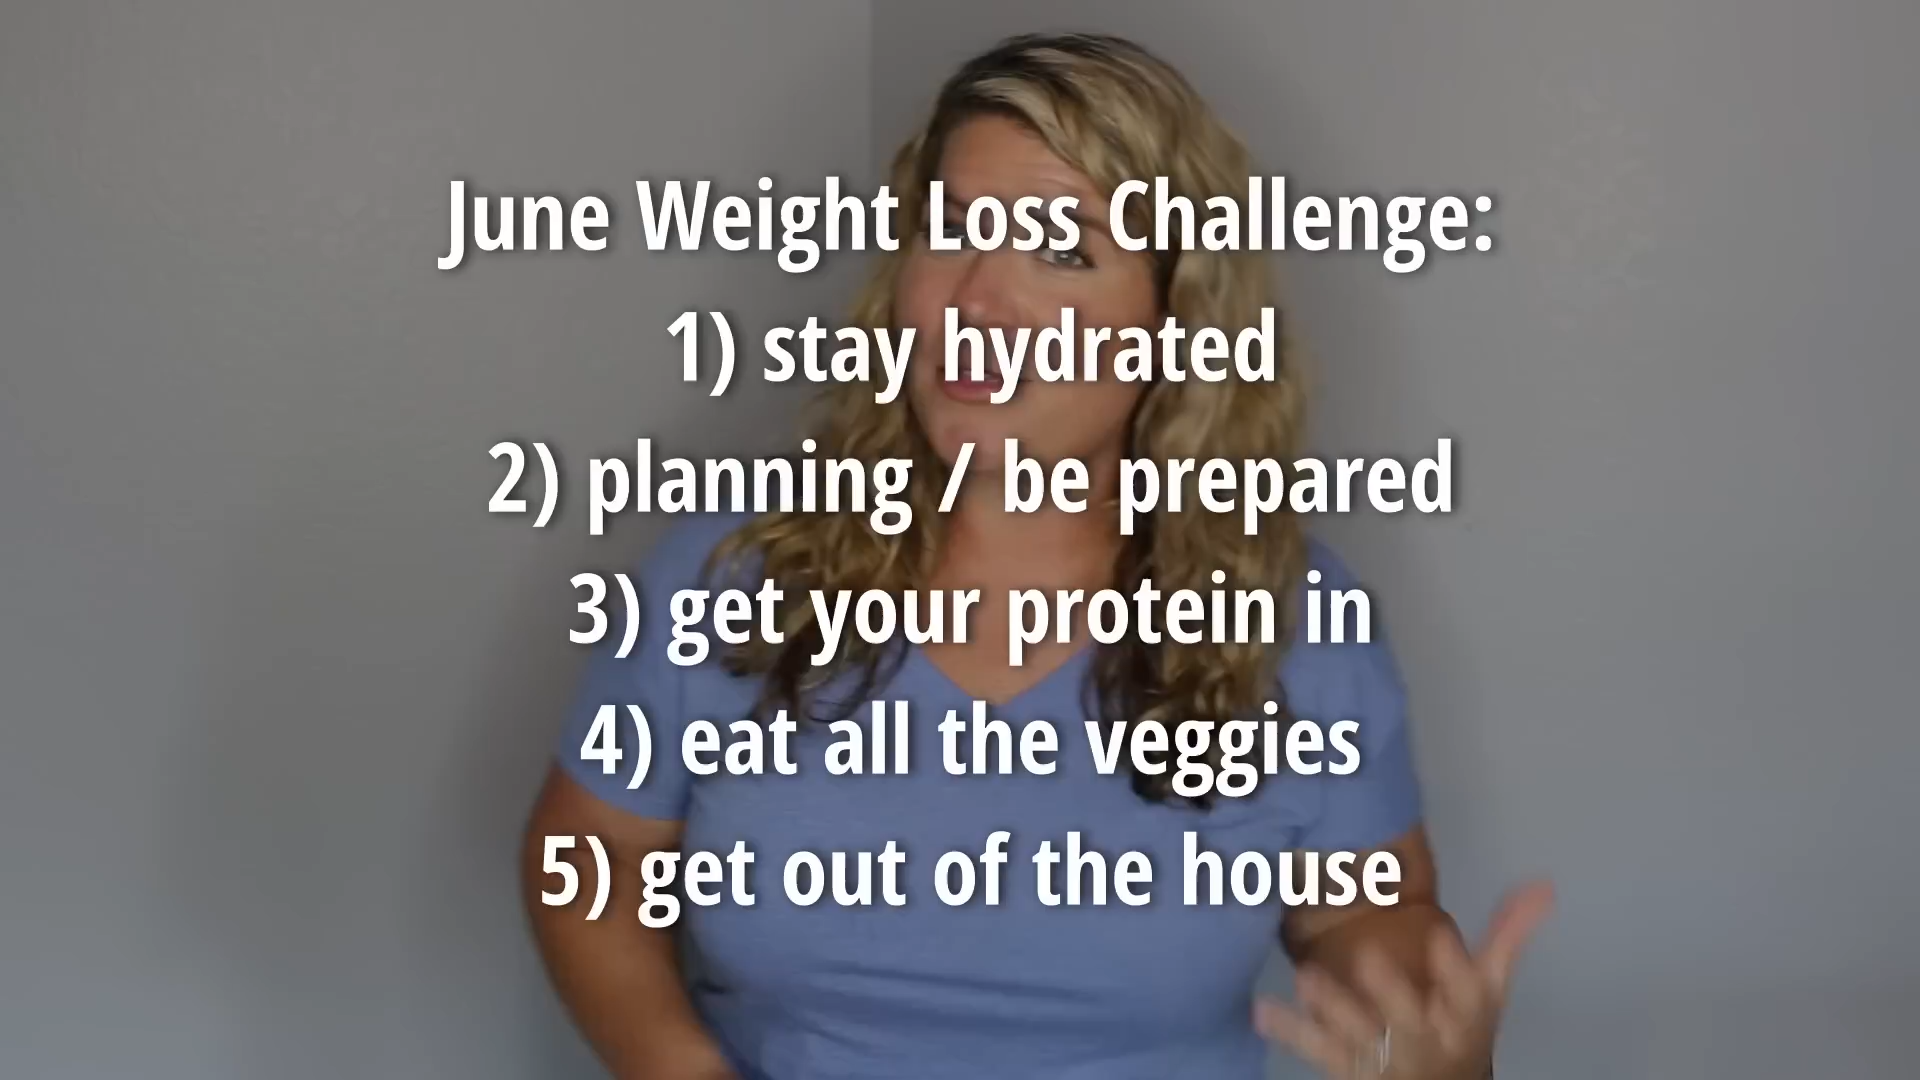 June Weight Loss Challenge:
1) stay hydrated
2) planning / be prepared
3) get your protein in
4) eat all the veggies
5) get out of the house